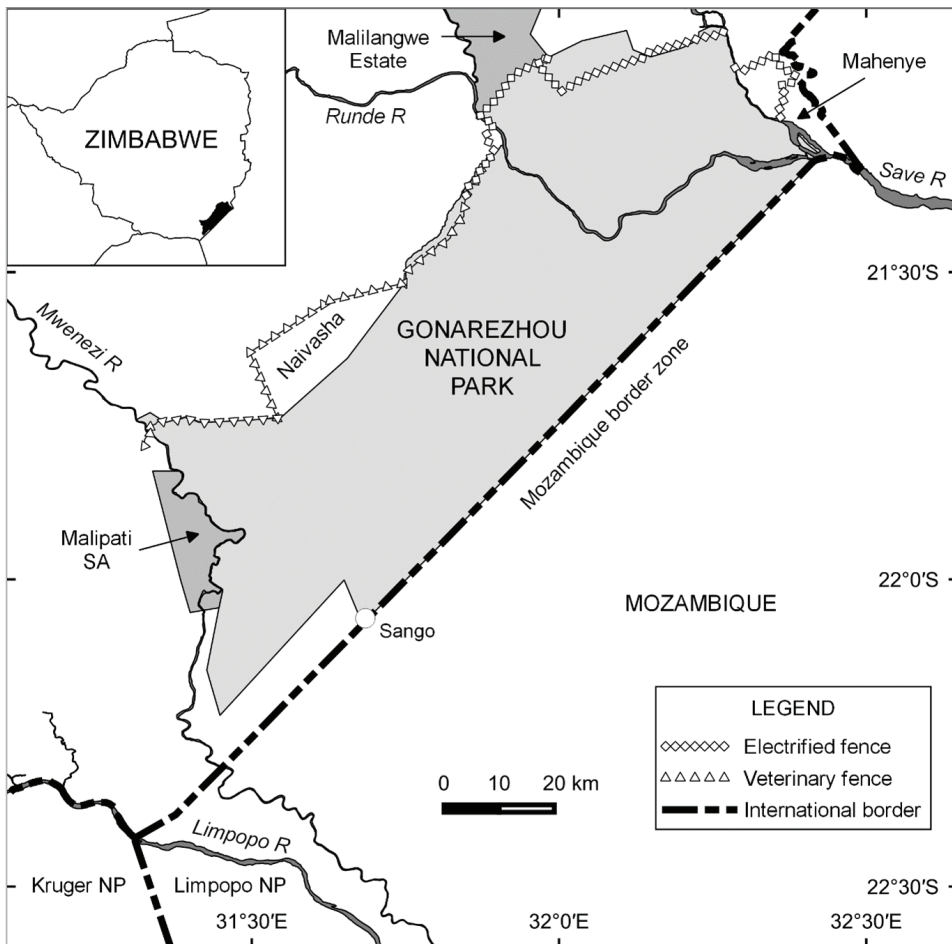 ZIMBABWE
Malilangwe
Estate
Runde R
Mahenye
Save R
21°30'S
Mwenezi R
Naivasha
GONAREZHOU
NATIONAL
PARK
Mozambique border zone
Malipati
SA
22°0'S
MOZAMBIQUE
Sango
LEGEND
Electrified fence
Veterinary fence
International border
0 10 20 km
Limpopo R
Kruger NP
Limpopo NP
22°30'S
31°30'E
32°0'E
32°30'E